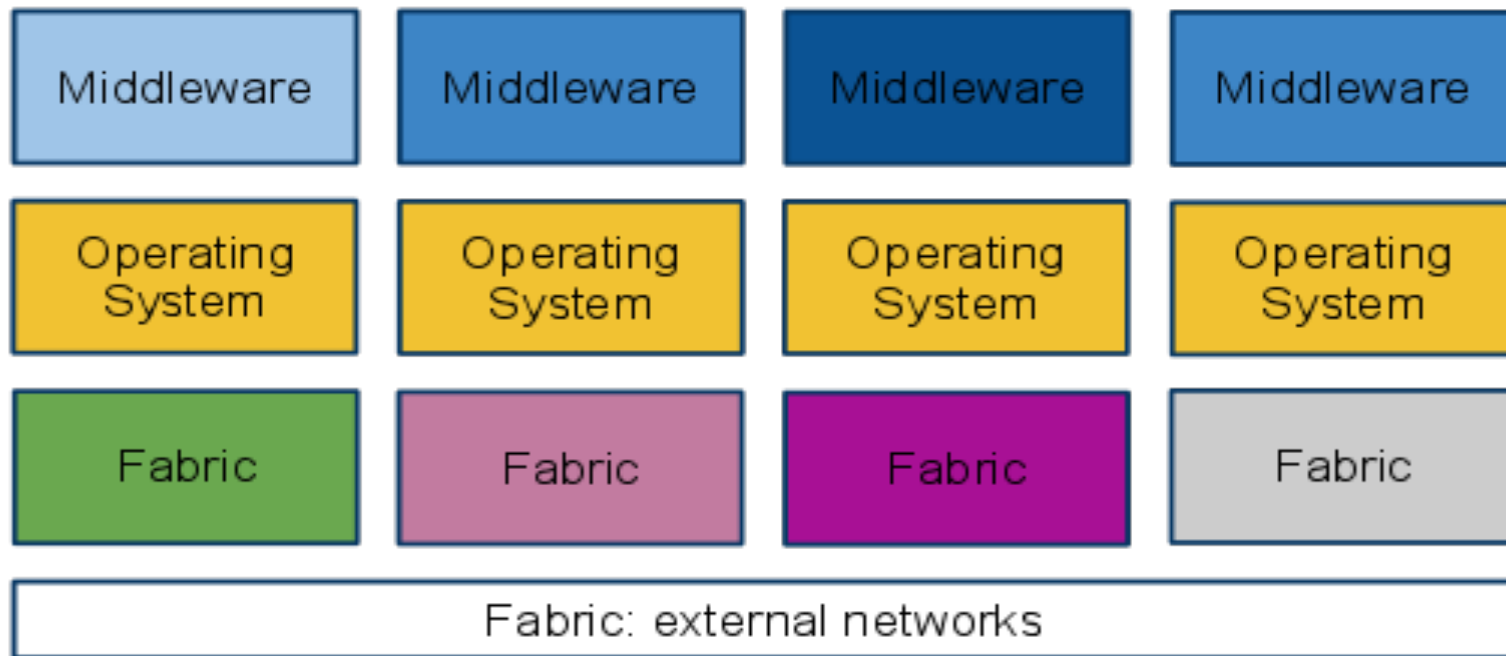 Middleware Middleware Middleware Middleware
Operating Operating Operating Operating
System System System System
Fabric Fabric Fabric Fabric
Fabric: external networks